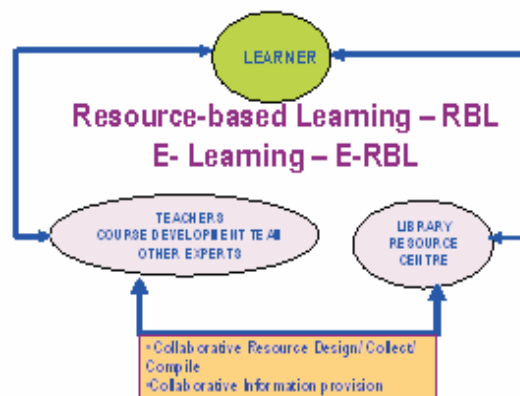 LEARNER
Resource-based Learning – RBL
E- Learning – E-RBL
TEACHERS
COURSE DEVELOPMENT TEAM
OTHER EXPERTS
LIBRARY
RESOURCE
CENTRE
•Collaborative Resource Design/ Collect/
Compile
•Collaborative Information provision